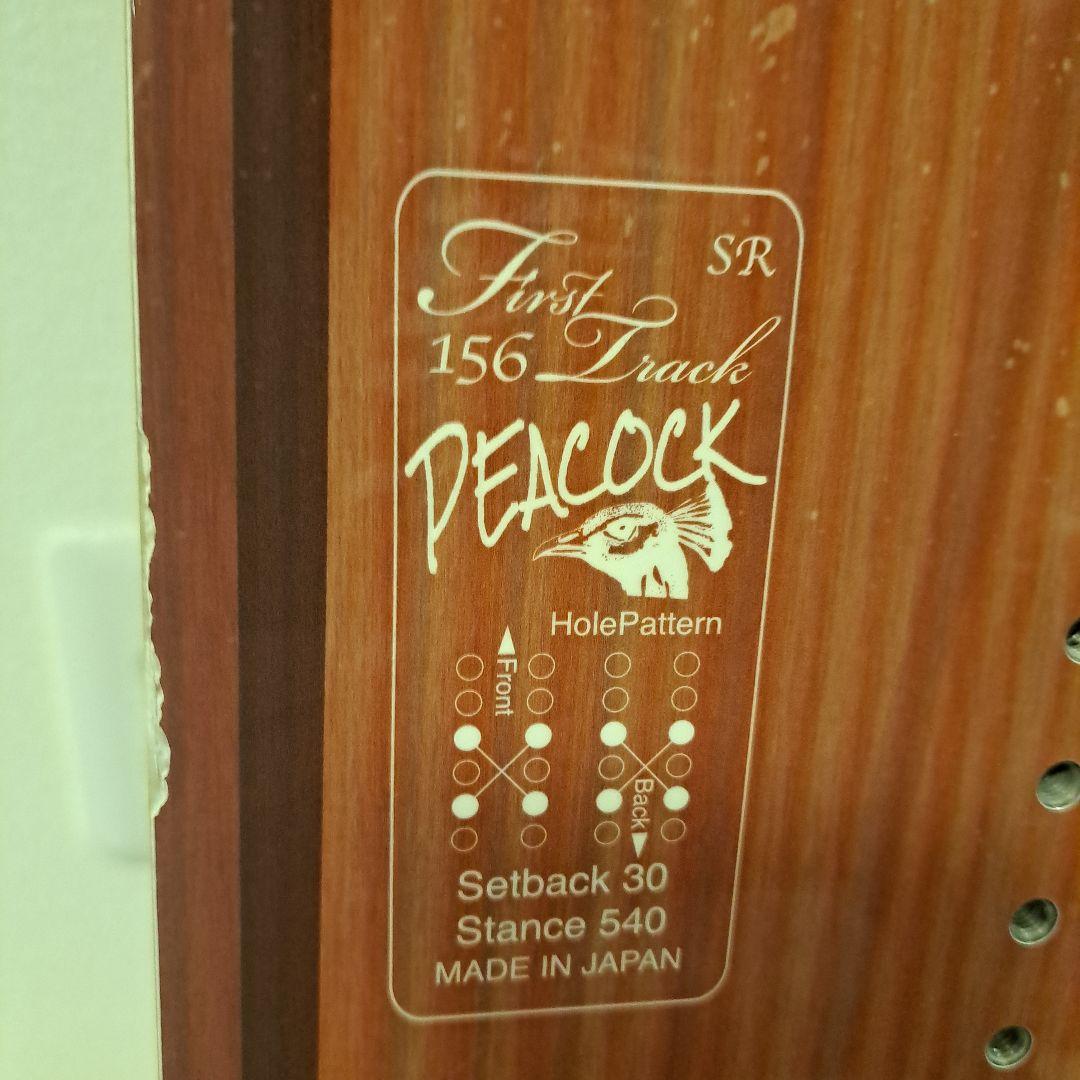 First SR
156 Track
PEACOCK
HolePattern
Front
Back
Setback 30
Stance 540
MADE IN JAPAN